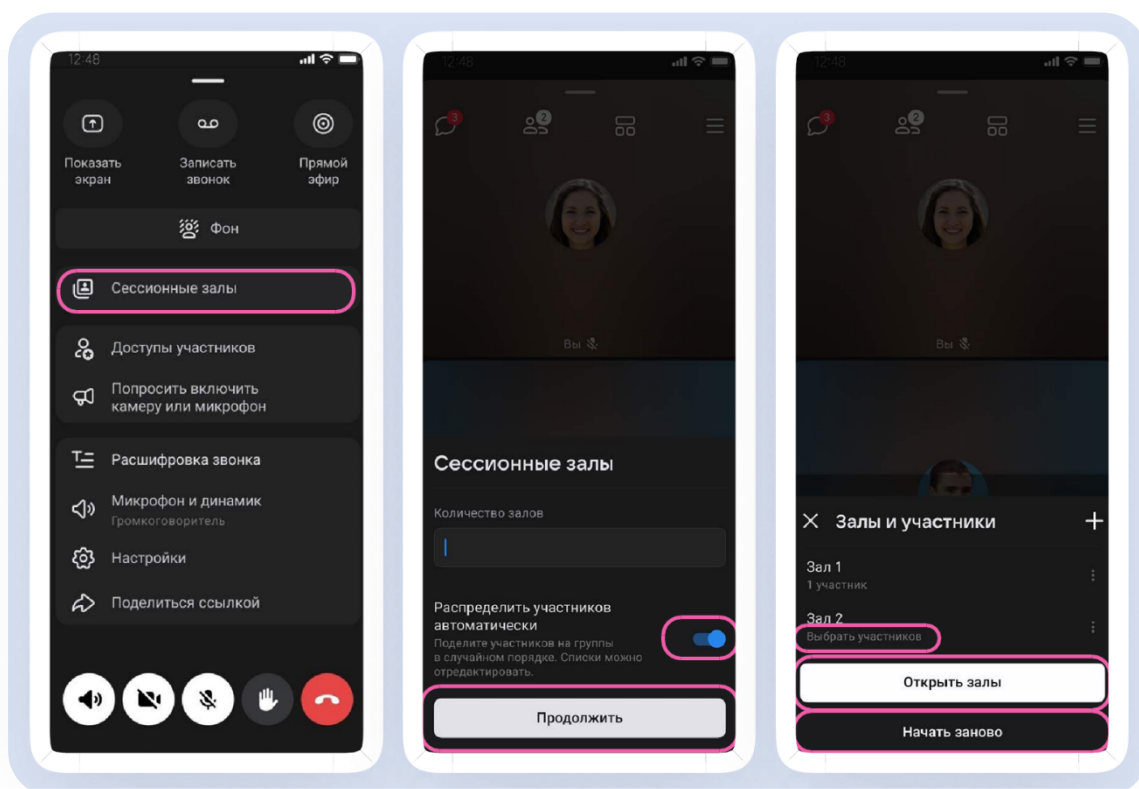 12:48
Показать
экран
Записать
звонок
Прямой
эфир
Фон
Сессионные залы
Доступы участников
Попросить включить
камеру или микрофон
Расшифровка звонка
Микрофон и динамик
Громкоговоритель
Настройки
Поделиться ссылкой
12:48
3
2
Вы
Сессионные залы
Количество залов
Распределить участников
автоматически
Поделите участников на группы
в случайном порядке. Списки можно
отредактировать.
Продолжить
12:48
3
2
Вы
Залы и участники
Зал 1
1 участник
Зал 2
Выбрать участников
Открыть залы
Начать заново